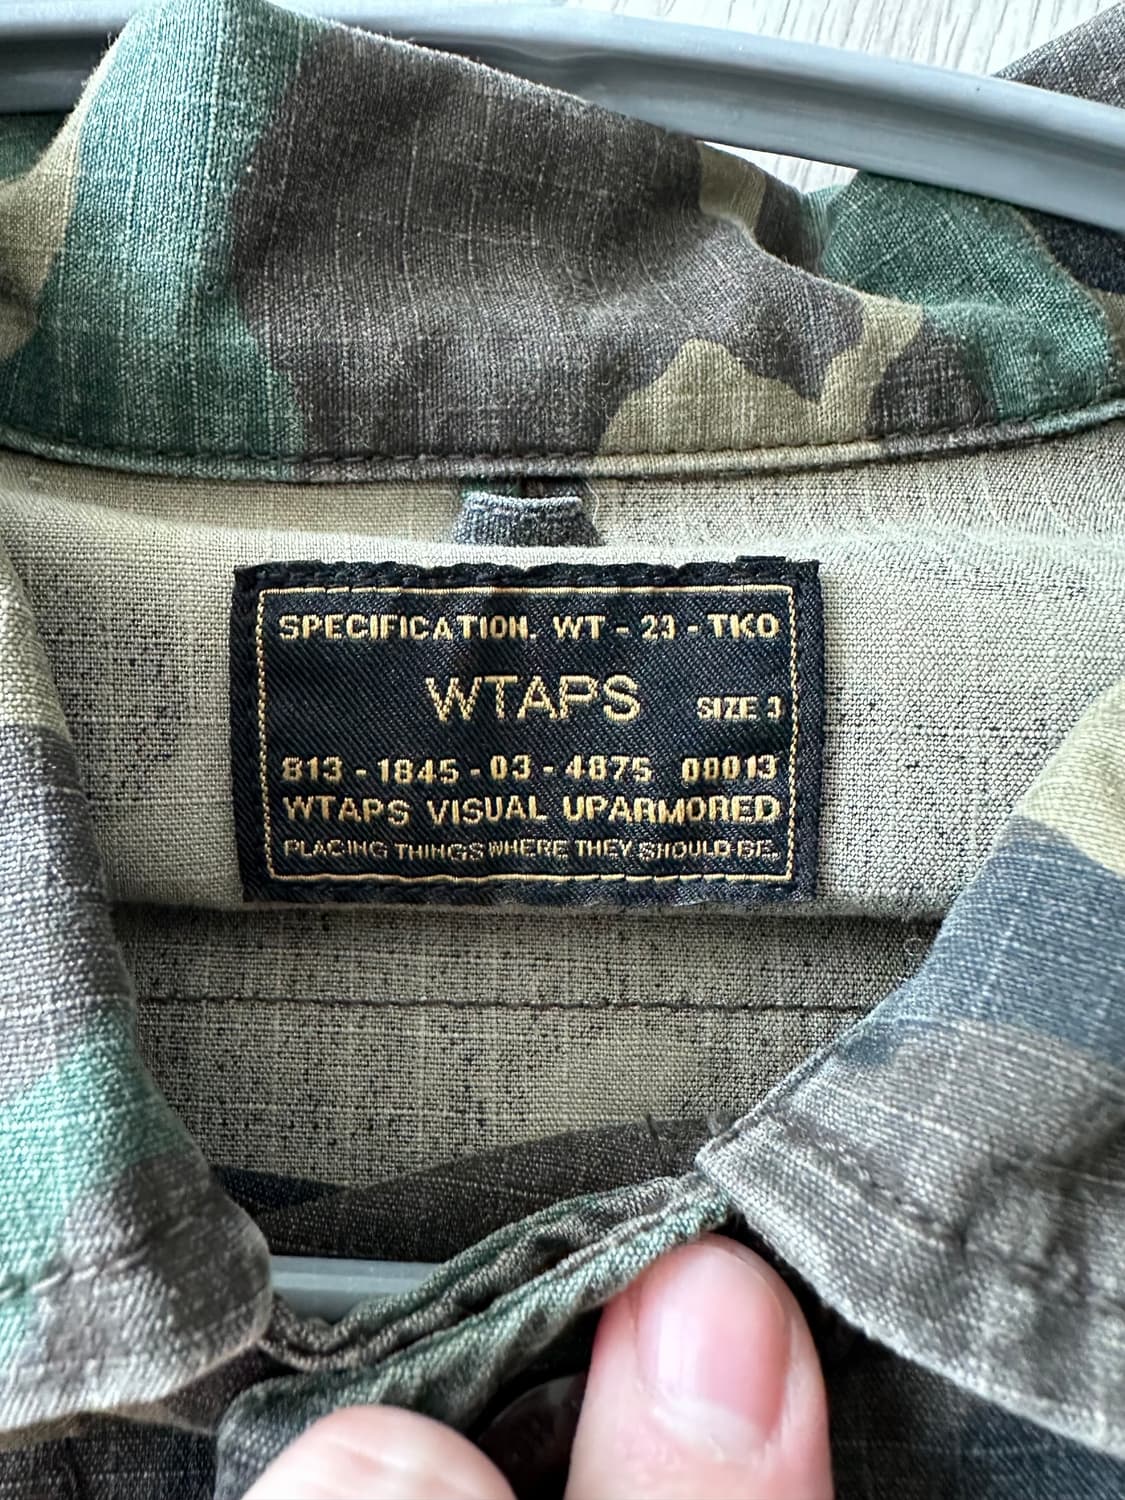 SPECIFICATION. WT - 23 - TKO
WTAPS SIZE 3
813 - 1845 - 03 - 4875 00013
WTAPS VISUAL UPARMORED
PLACING THINGS WHERE THEY SHOULD BE.